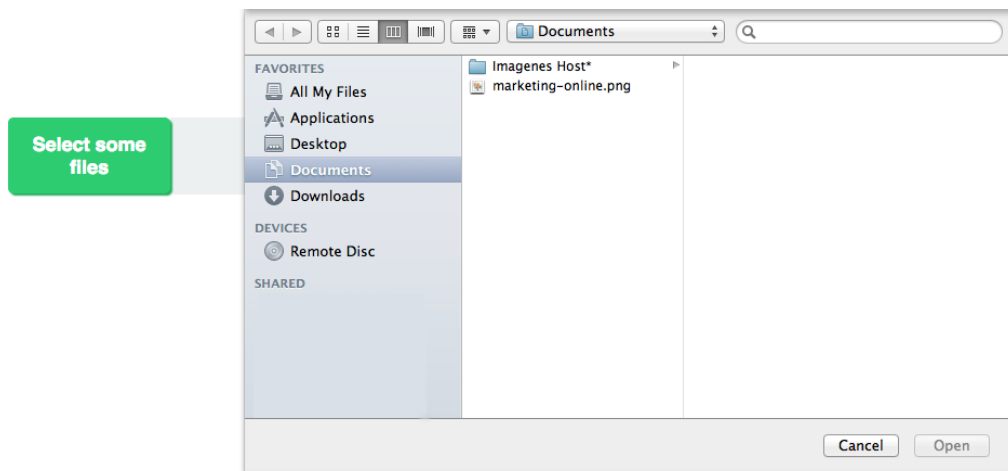 Documents
FAVORITES
All My Files
Applications
Desktop
Documents
Downloads
DEVICES
Remote Disc
SHARED
Imagenes Host*
marketing-online.png
Select some
files
Cancel
Open